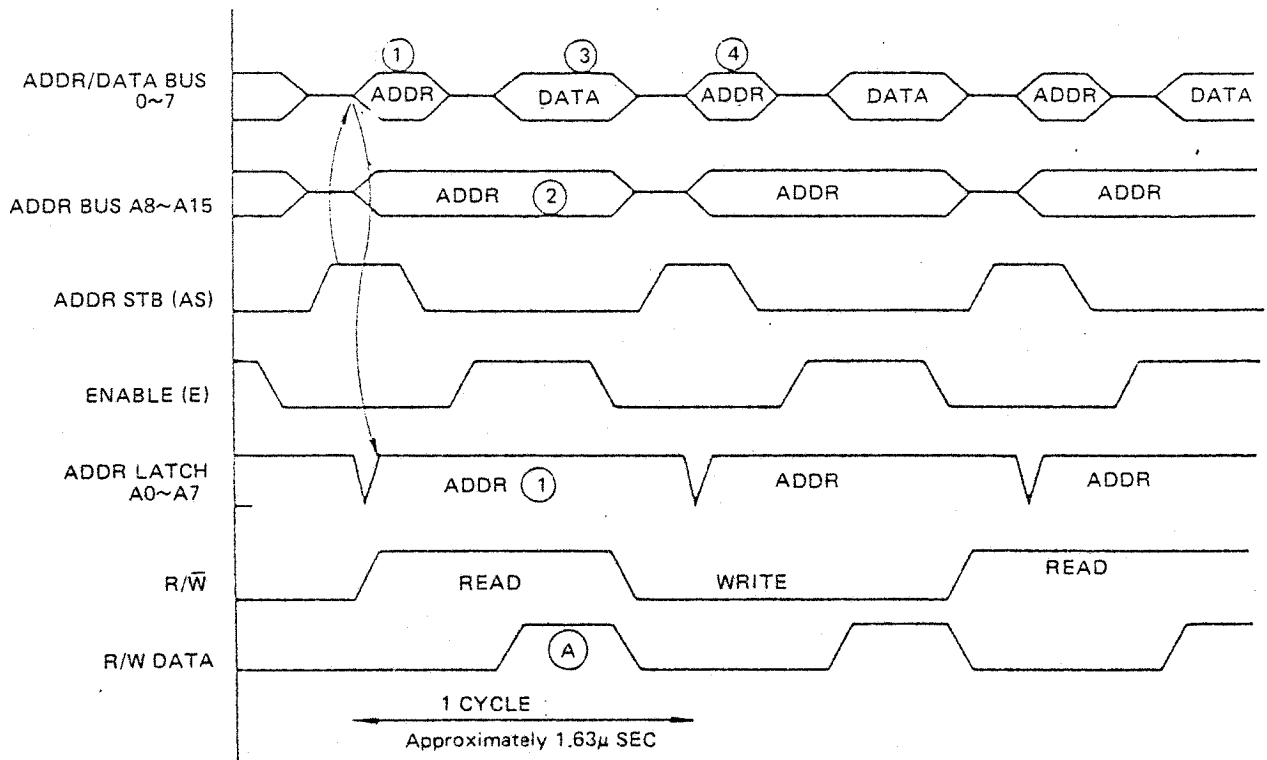 1 3 4
ADDR/DATA BUS
0~7
ADDR DATA ADDR DATA ADDR DATA
ADDR BUS A8~A15
ADDR 2 ADDR ADDR
ADDR STB (AS)
ENABLE (E)
ADDR LATCH
A0~A7
ADDR 1 ADDR ADDR
R/W̅
READ WRITE READ
R/W DATA
A
1 CYCLE
Approximately 1.63μ SEC